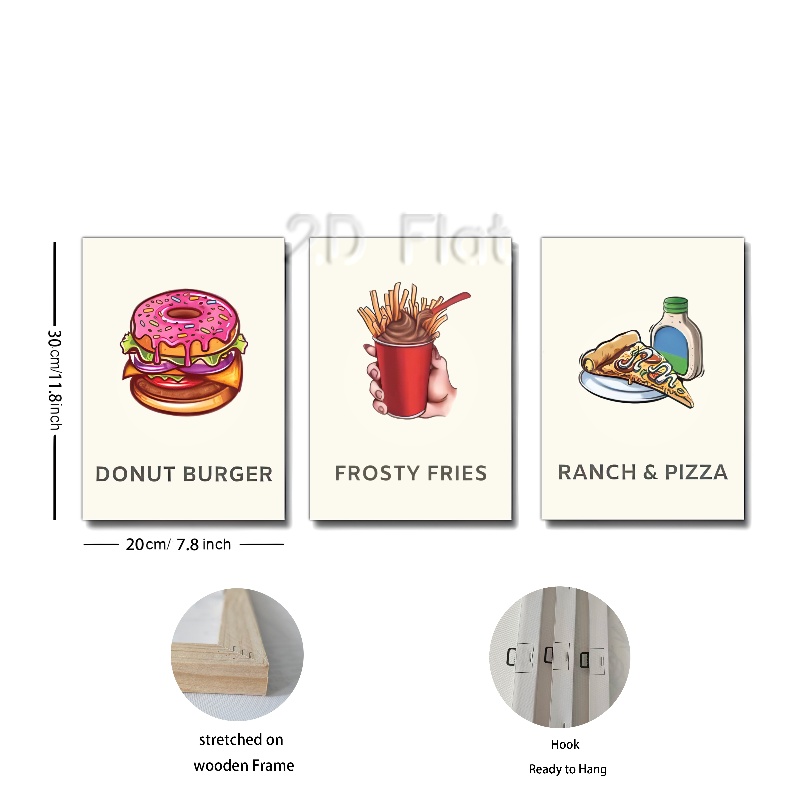 2D Flat
30cm/11.8inch
DONUT BURGER
FROSTY FRIES
RANCH & PIZZA
20cm/ 7.8 inch
stretched on
wooden Frame
Hook
Ready to Hang